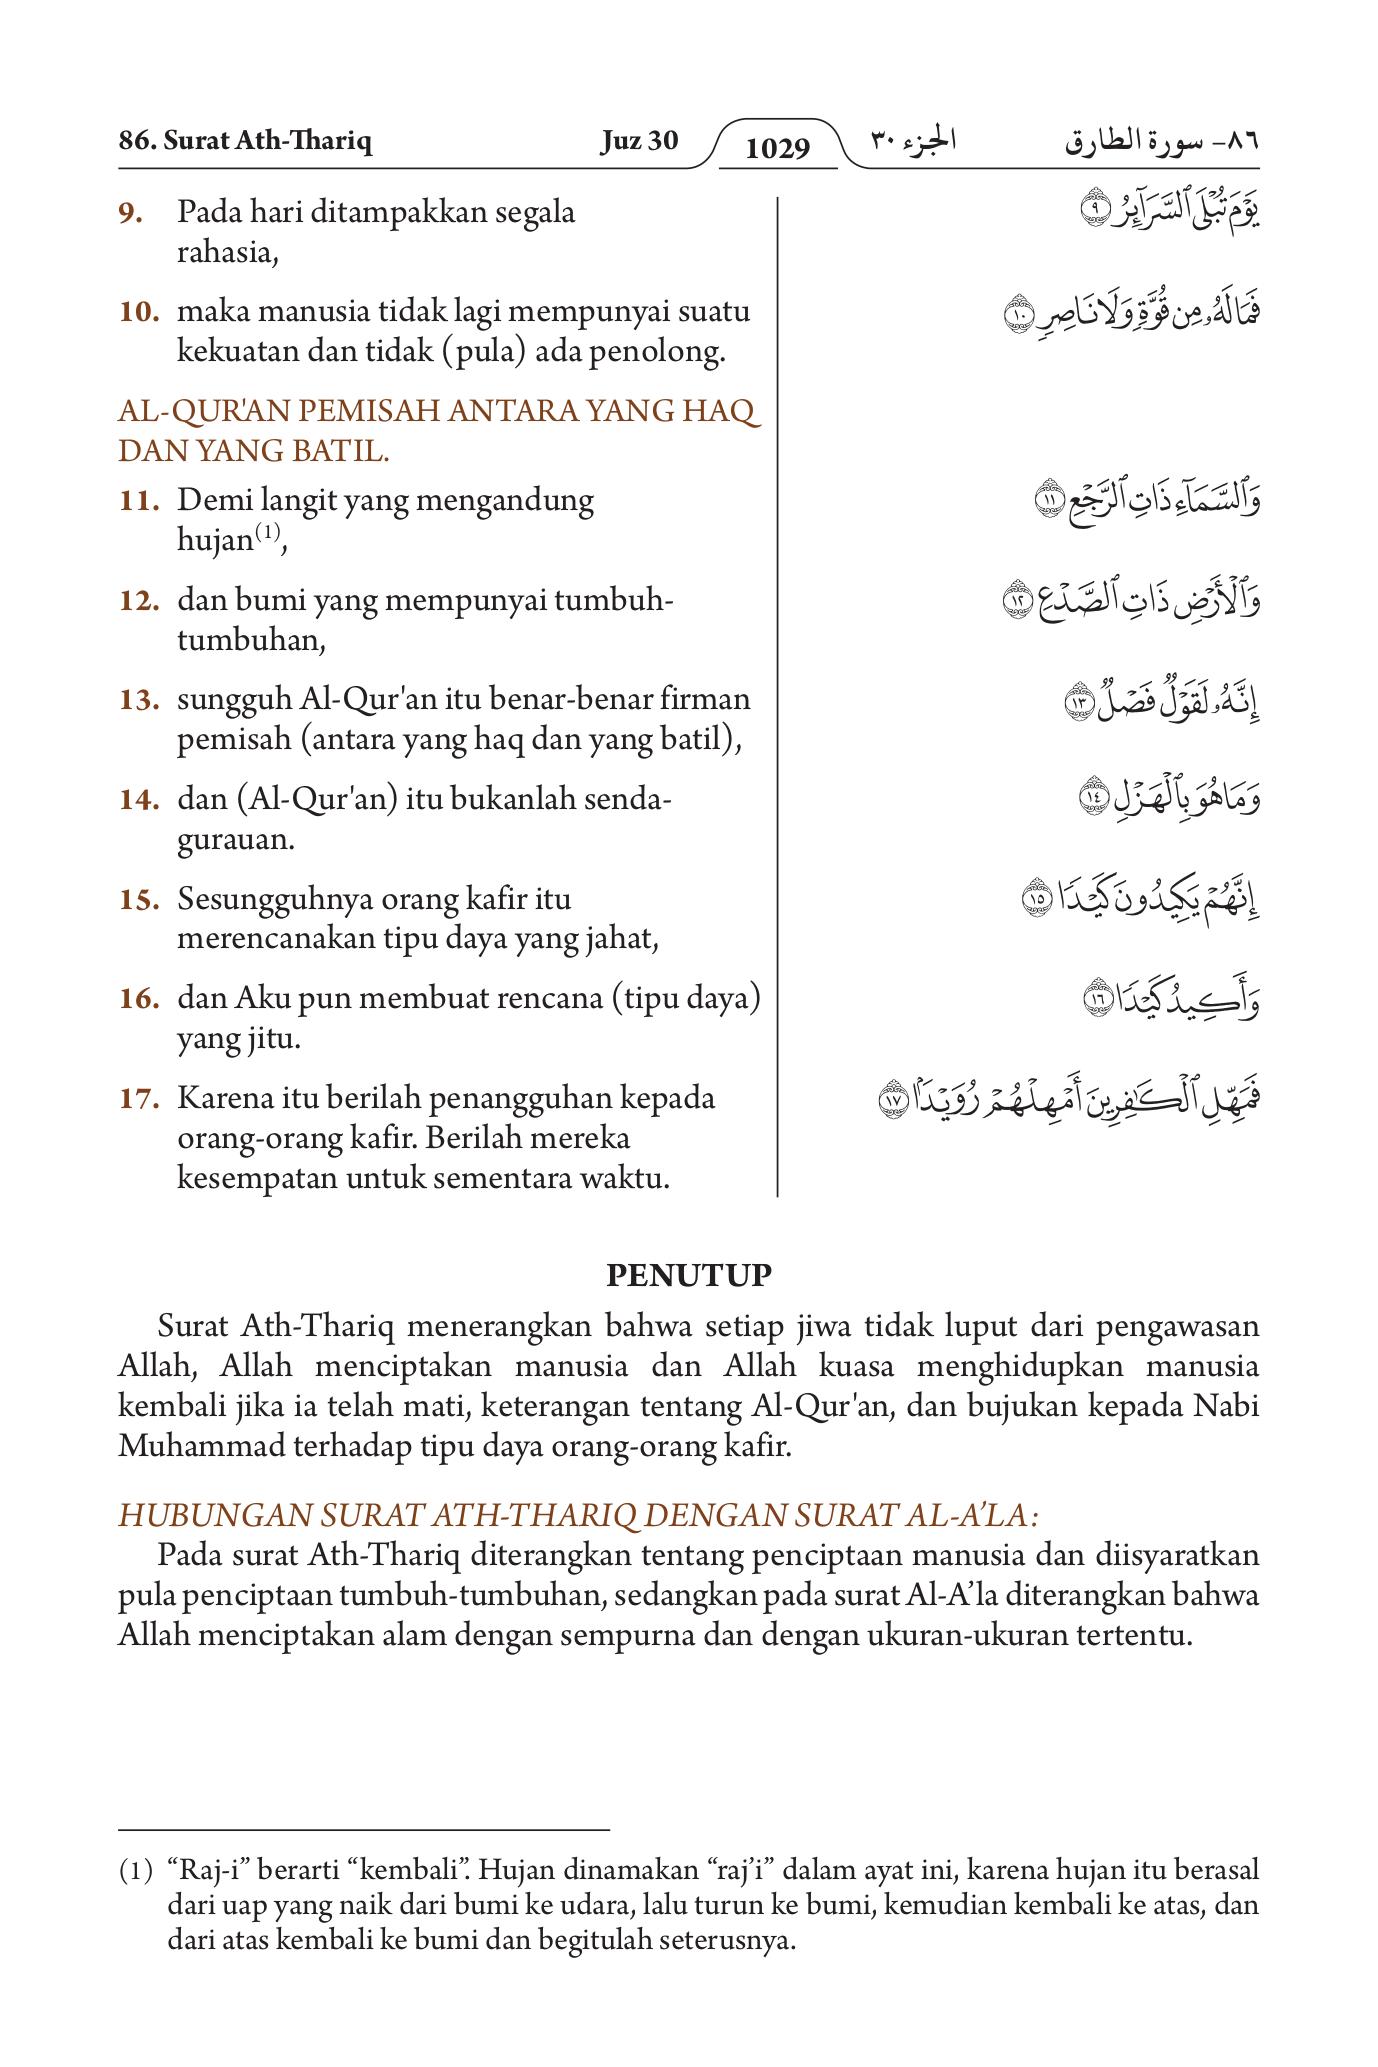 86. Surat Ath-Thariq Juz 30 1029 الجزء ٣٠ ٨٦- سورة الطارق
9. Pada hari ditampakkan segala
rahasia,
يَوْمَ تُبْلَى ٱلسَّرَآئِرُ ٩
10. maka manusia tidak lagi mempunyai suatu
kekuatan dan tidak (pula) ada penolong.
فَمَا لَهُۥ مِن قُوَّةٍ وَلَا نَاصِرٍ ١٠
AL-QUR'AN PEMISAH ANTARA YANG HAQ
DAN YANG BATIL.
11. Demi langit yang mengandung
hujan(1),
وَٱلسَّمَآءِ ذَاتِ ٱلرَّجْعِ ١١
12. dan bumi yang mempunyai tumbuh-
tumbuhan,
وَٱلْأَرْضِ ذَاتِ ٱلصَّدْعِ ١٢
13. sungguh Al-Qur'an itu benar-benar firman
pemisah (antara yang haq dan yang batil),
إِنَّهُۥ لَقَوْلٌ فَصْلٌ ١٣
14. dan (Al-Qur'an) itu bukanlah senda-
gurauan.
وَمَا هُوَ بِٱلْهَزْلِ ١٤
15. Sesungguhnya orang kafir itu
merencanakan tipu daya yang jahat,
إِنَّهُمْ يَكِيدُونَ كَيْدًا ١٥
16. dan Aku pun membuat rencana (tipu daya)
yang jitu.
وَأَكِيدُ كَيْدًا ١٦
17. Karena itu berilah penangguhan kepada
orang-orang kafir. Berilah mereka
kesempatan untuk sementara waktu.
فَمَهِّلِ ٱلْكَٰفِرِينَ أَمْهِلْهُمْ رُوَيْدًۢا ١٧
PENUTUP
Surat Ath-Thariq menerangkan bahwa setiap jiwa tidak luput dari pengawasan
Allah, Allah menciptakan manusia dan Allah kuasa menghidupkan manusia
kembali jika ia telah mati, keterangan tentang Al-Qur'an, dan bujukan kepada Nabi
Muhammad terhadap tipu daya orang-orang kafir.
HUBUNGAN SURAT ATH-THARIQ DENGAN SURAT AL-A’LA:
Pada surat Ath-Thariq diterangkan tentang penciptaan manusia dan diisyaratkan
pula penciptaan tumbuh-tumbuhan, sedangkan pada surat Al-A’la diterangkan bahwa
Allah menciptakan alam dengan sempurna dan dengan ukuran-ukuran tertentu.
(1) “Raj-i” berarti “kembali”. Hujan dinamakan “raj’i” dalam ayat ini, karena hujan itu berasal
dari uap yang naik dari bumi ke udara, lalu turun ke bumi, kemudian kembali ke atas, dan
dari atas kembali ke bumi dan begitulah seterusnya.